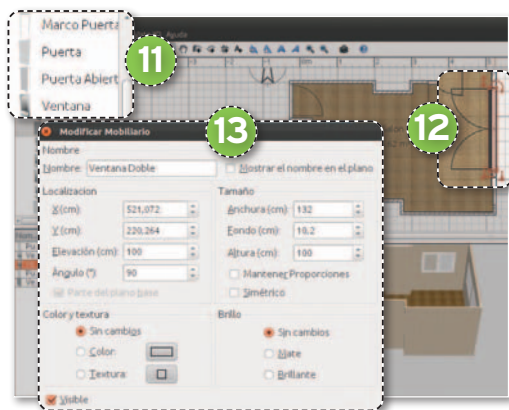 Marco Puerta
Puerta
Puerta Abiert
Ventana
11
Ayuda
12
13
Modificar Mobiliario
Nombre
Nombre: Ventana Doble
Mostrar el nombre en el plano
Localizacion
X (cm): 521,072
Y (cm): 220,264
Elevación (cm): 100
Ángulo (°): 90
Parte del plano base
Tamaño
Anchura (cm): 132
Fondo (cm): 10,2
Altura (cm): 100
Mantener Proporciones
Simétrico
Color y textura
Sin cambios
Color:
Textura:
Brillo
Sin cambios
Mate
Brillante
Visible